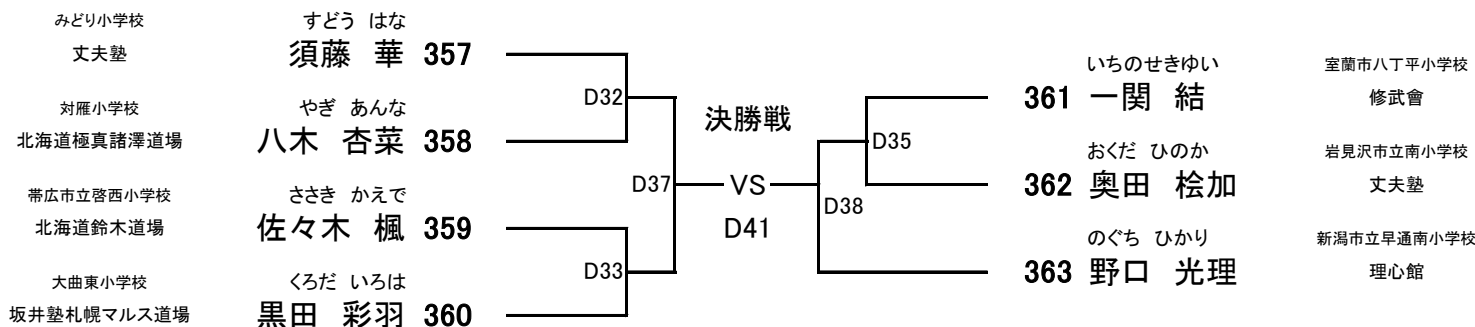 みどり小学校
丈夫塾
すどう はな
須藤 華 357
対雁小学校
北海道極真諸澤道場
やぎ あんな
八木 杏菜 358
帯広市立啓西小学校
北海道鈴木道場
ささき かえで
佐々木 楓 359
大曲東小学校
坂井塾札幌マルス道場
くろだ いろは
黒田 彩羽 360
D32
D33
D37
決勝戦
VS
D41
D35
D38
いちのせきゆい
361 一関 結
室蘭市八丁平小学校
修武會
おくだ ひのか
362 奥田 桧加
岩見沢市立南小学校
丈夫塾
のぐち ひかり
363 野口 光理
新潟市立早通南小学校
理心館